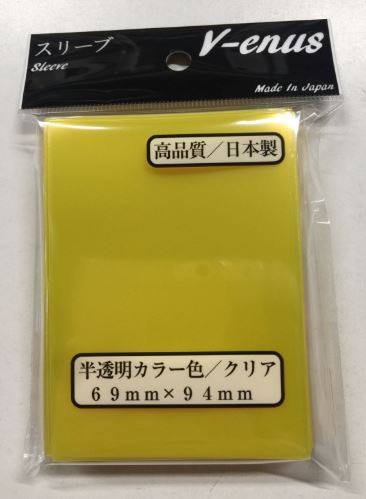 スリーブ
Sleeve
V-enus
Made In Japan
高品質／日本製
半透明カラー色／クリア
６９ｍｍ×９４ｍｍ